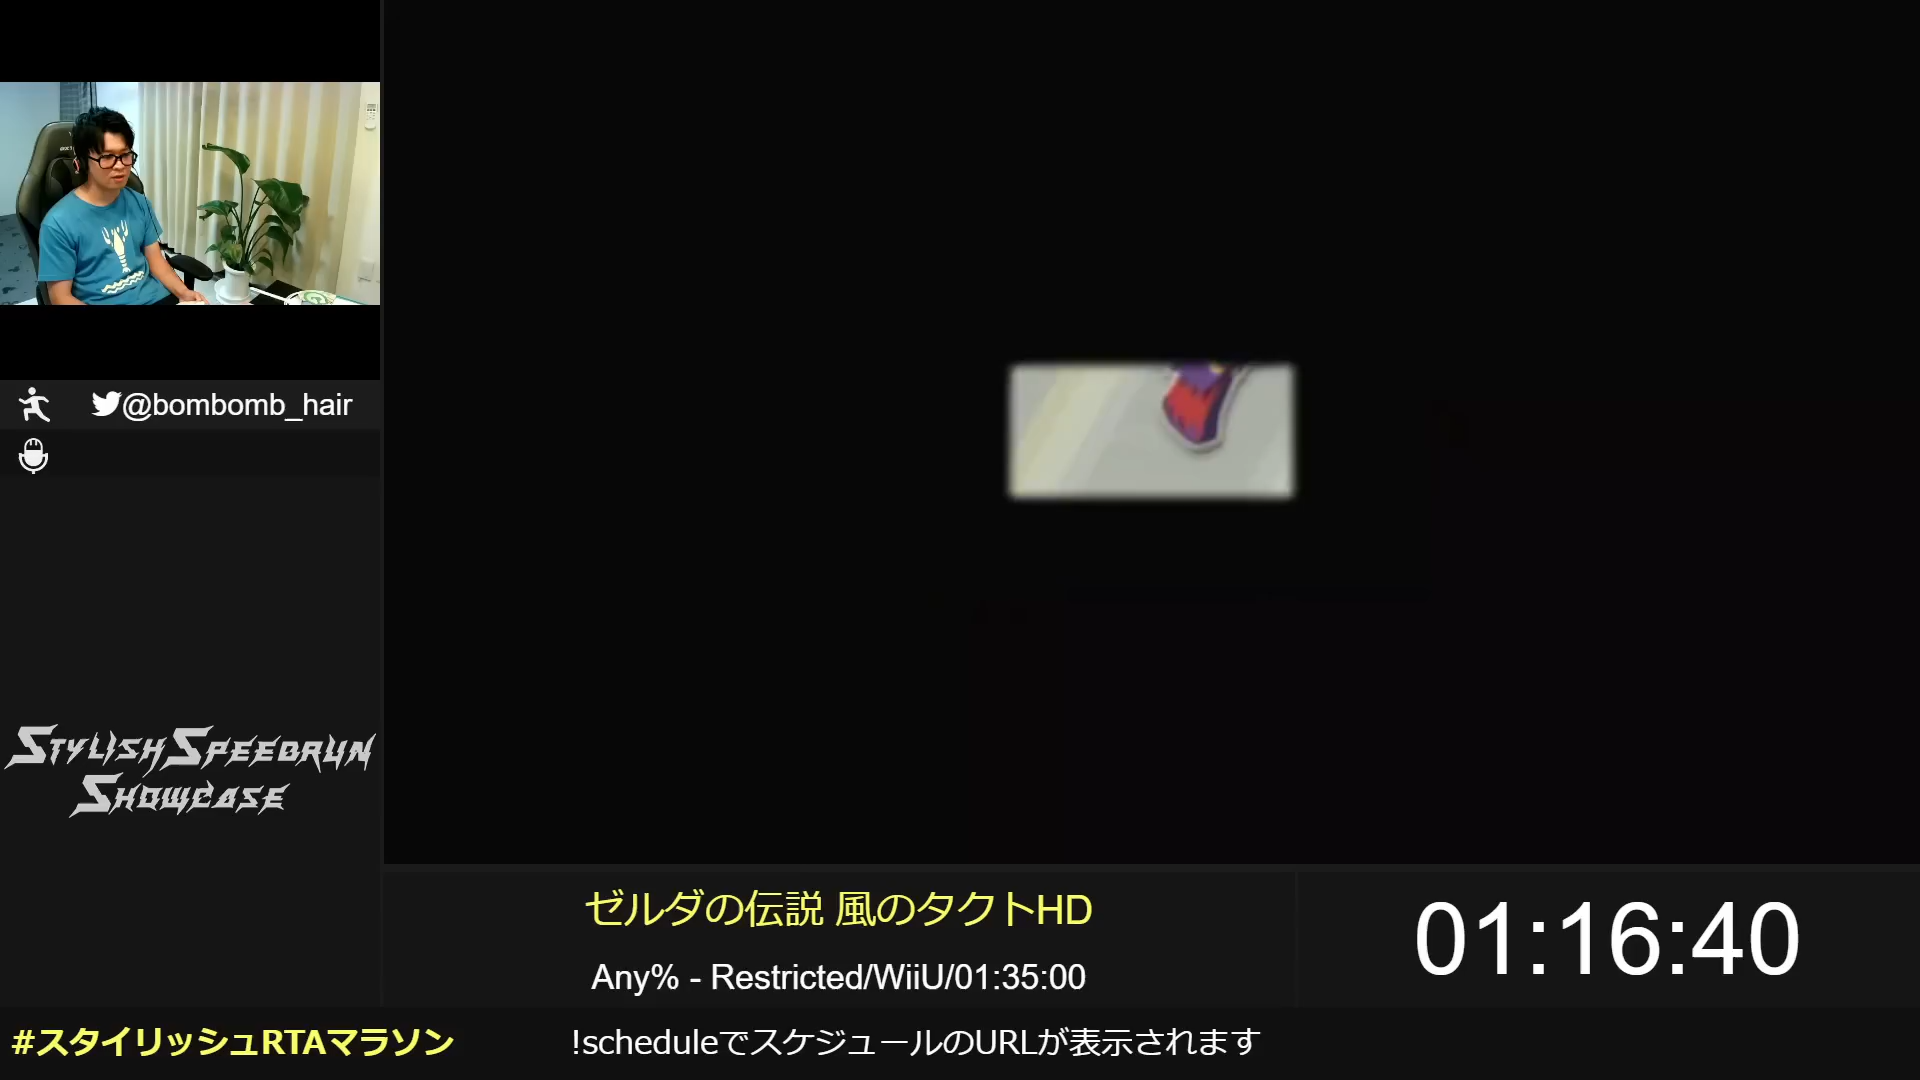 @bombomb_hair
STYLISH SPEEDRUN
SHOWCASE
ゼルダの伝説 風のタクトHD
Any% - Restricted/WiiU/01:35:00
01:16:40
#スタイリッシュRTAマラソン
!scheduleでスケジュールのURLが表示されます